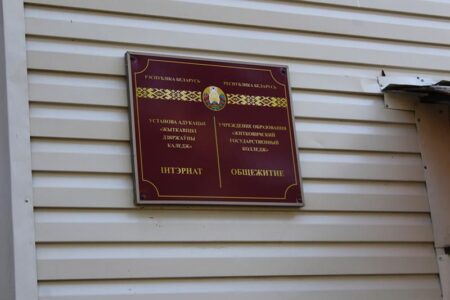 РЭСПУБЛІКА БЕЛАРУСЬ
УСТАНОВА АДУКАЦЫІ
«ЖЫТКАВІЦКІ
ДЗЯРЖАЎНЫ
КАЛЕДЖ»
ІНТЭРНАТ
РЕСПУБЛИКА БЕЛАРУСЬ
УЧРЕЖДЕНИЕ ОБРАЗОВАНИЯ
«ЖИТКОВИЧСКИЙ
ГОСУДАРСТВЕННЫЙ
КОЛЛЕДЖ»
ОБЩЕЖИТИЕ